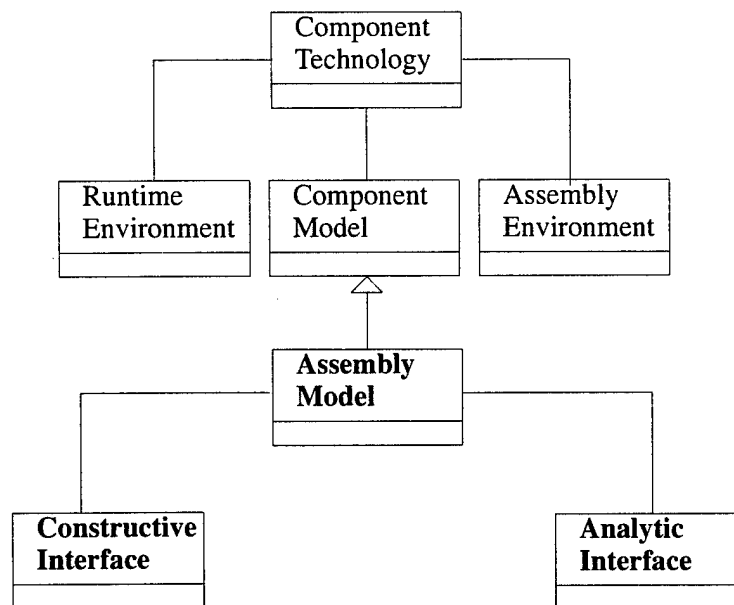 Component
Technology
Runtime
Environment
Component
Model
Assembly
Environment
Assembly
Model
Constructive
Interface
Analytic
Interface